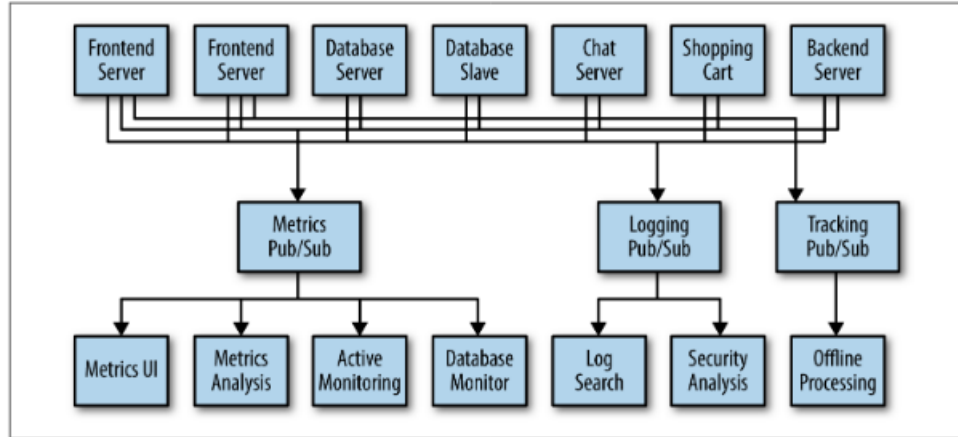 Frontend
Server
Frontend
Server
Database
Server
Database
Slave
Chat
Server
Shopping
Cart
Backend
Server
Metrics
Pub/Sub
Logging
Pub/Sub
Tracking
Pub/Sub
Metrics UI
Metrics
Analysis
Active
Monitoring
Database
Monitor
Log
Search
Security
Analysis
Offline
Processing